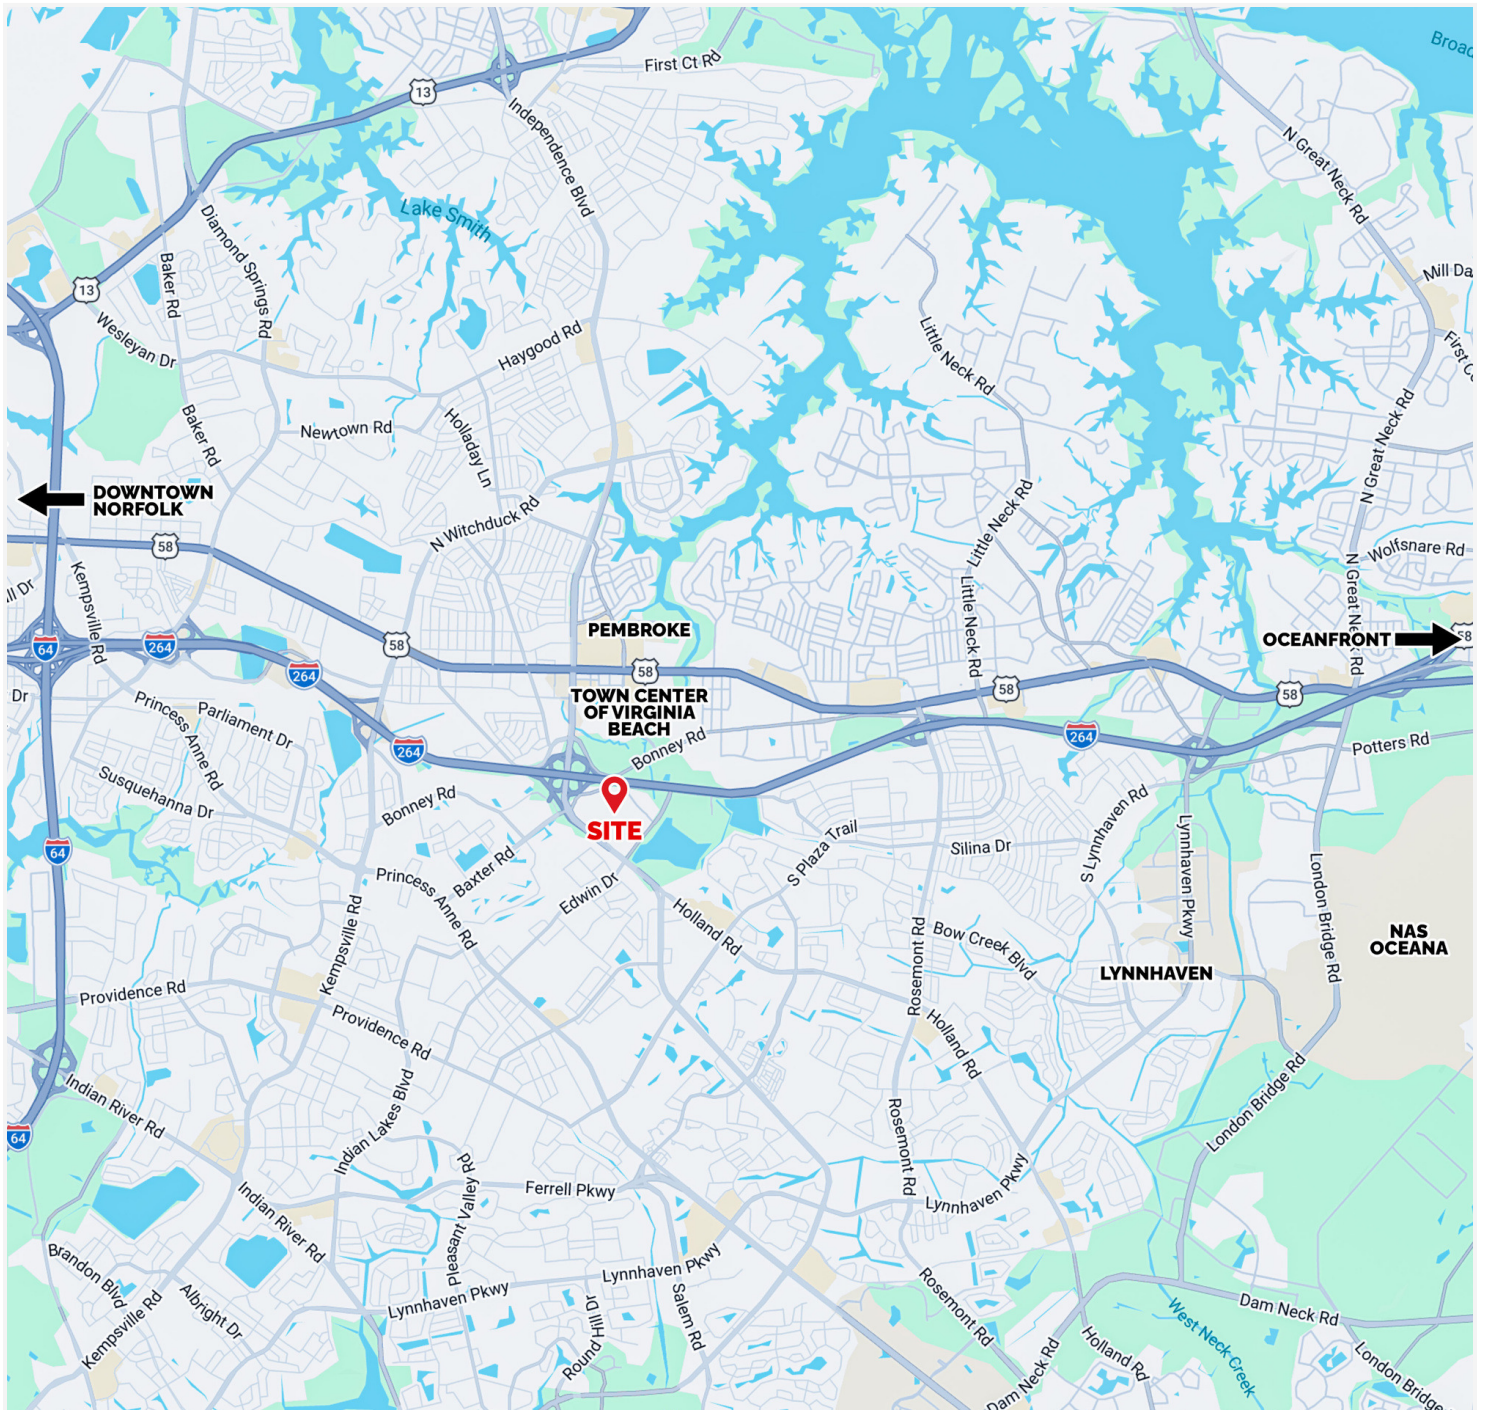 Broad
First Ct Rd
13
Independence Blvd
N Great Neck Rd
Lake Smith
Diamond Springs Rd
Baker Rd
Mill Da
13
Wesleyan Dr
Haygood Rd
Little Neck Rd
First C
Baker Rd
Newtown Rd
Holladay Ln
N Great Neck Rd
DOWNTOWN
NORFOLK
N Witchduck Rd
Little Neck Rd
58
Wolfsnare Rd
Kempsville Rd
ill Dr
Little Neck Rd
N Great Neck Rd
PEMBROKE
OCEANFRONT
58
64
264
58
264
58
58
58
TOWN CENTER
OF VIRGINIA
BEACH
Dr
Princess Anne Rd
Parliament Dr
264
Bonney Rd
264
Potters Rd
Susquehanna Dr
Bonney Rd
SITE
64
S Plaza Trail
Silina Dr
S Lynnhaven Rd
Lynnhaven Pkwy
London Bridge Rd
Baxter Rd
Princess Anne Rd
Edwin Dr
Holland Rd
Kempsville Rd
Rosemont Rd
Bow Creek Blvd
NAS
OCEANA
LYNNHAVEN
Providence Rd
Providence Rd
Holland Rd
Indian River Rd
Indian Lakes Blvd
London Bridge Rd
64
Rosemont Rd
Pleasant Valley Rd
Ferrell Pkwy
Lynnhaven Pkwy
Indian River Rd
Brandon Blvd
Lynnhaven Pkwy
Lynnhaven Pkwy
Salem Rd
Rosemont Rd
Dam Neck Rd
Albright Dr
Kempsville Rd
Round Hill Dr
West Neck Creek
Holland Rd
Dam Neck Rd
London Bridge